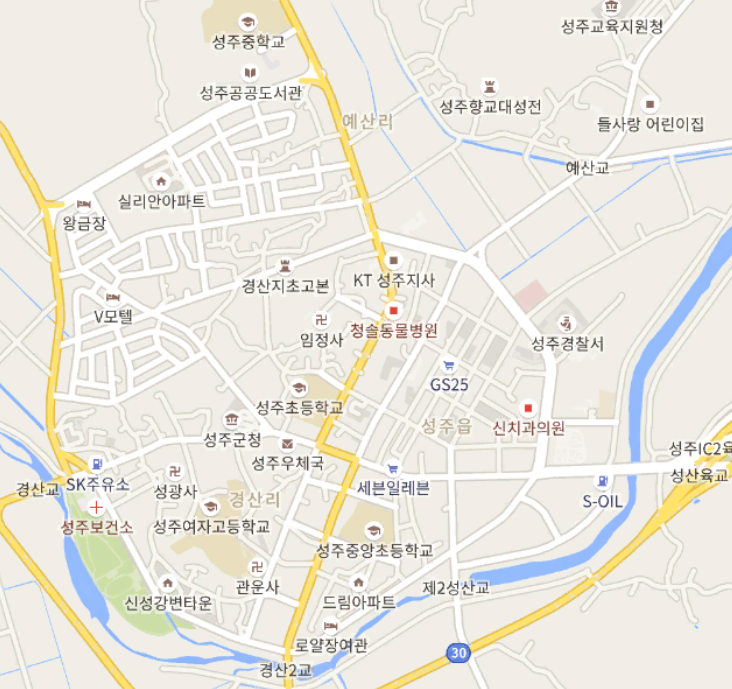 성주중학교
성주교육지원청
성주공공도서관
성주향교대성전
예산리
들사랑 어린이집
예산교
실리안아파트
왕금장
KT 성주지사
경산지초고본
V모텔
청솔동물병원
임정사
성주경찰서
GS25
성주초등학교
성주읍
신치과의원
성주군청
성주우체국
성주IC2육
성산육교
SK주유소
세븐일레븐
경산교
성광사
경산리
S-OIL
성주보건소
성주여자고등학교
성주중앙초등학교
관운사
제2성산교
신성강변타운
드림아파트
로얄장여관
30
경산2교